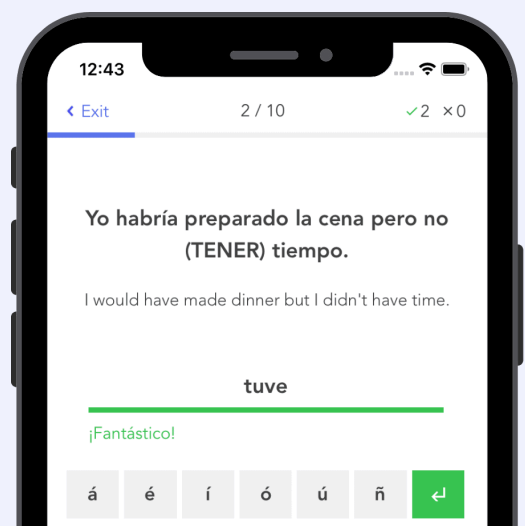 12:43
‹ Exit 2 / 10 ✓2 ×0
Yo habría preparado la cena pero no
(TENER) tiempo.
I would have made dinner but I didn't have time.
tuve
¡Fantástico!
á é í ó ú ñ ↵